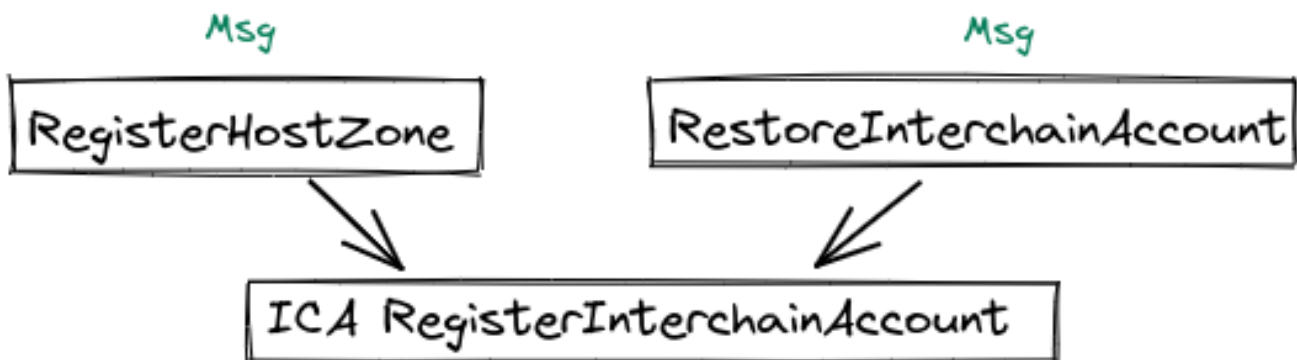 Msg
Msg
RegisterHostZone
RestoreInterchainAccount
ICA RegisterInterchainAccount